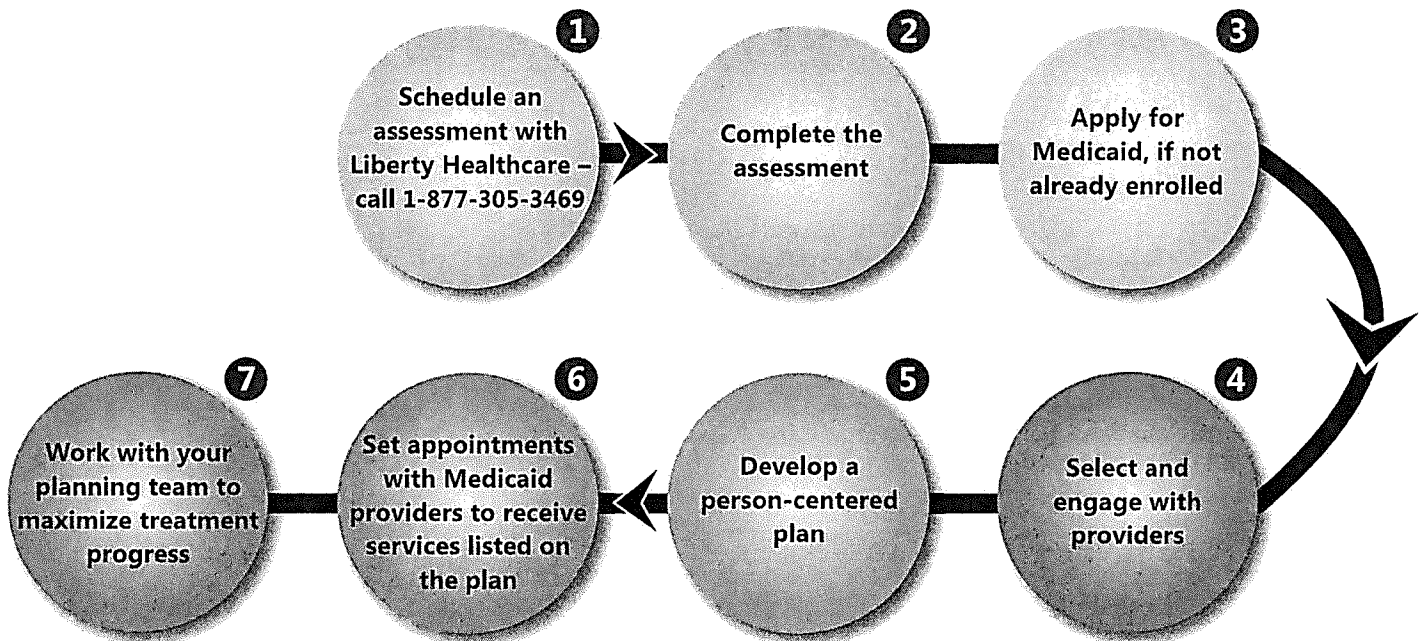 1
Schedule an
assessment with
Liberty Healthcare –
call 1-877-305-3469
2
Complete the
assessment
3
Apply for
Medicaid, if not
already enrolled
4
Select and
engage with
providers
5
Develop a
person-centered
plan
6
Set appointments
with Medicaid
providers to receive
services listed on
the plan
7
Work with your
planning team to
maximize treatment
progress